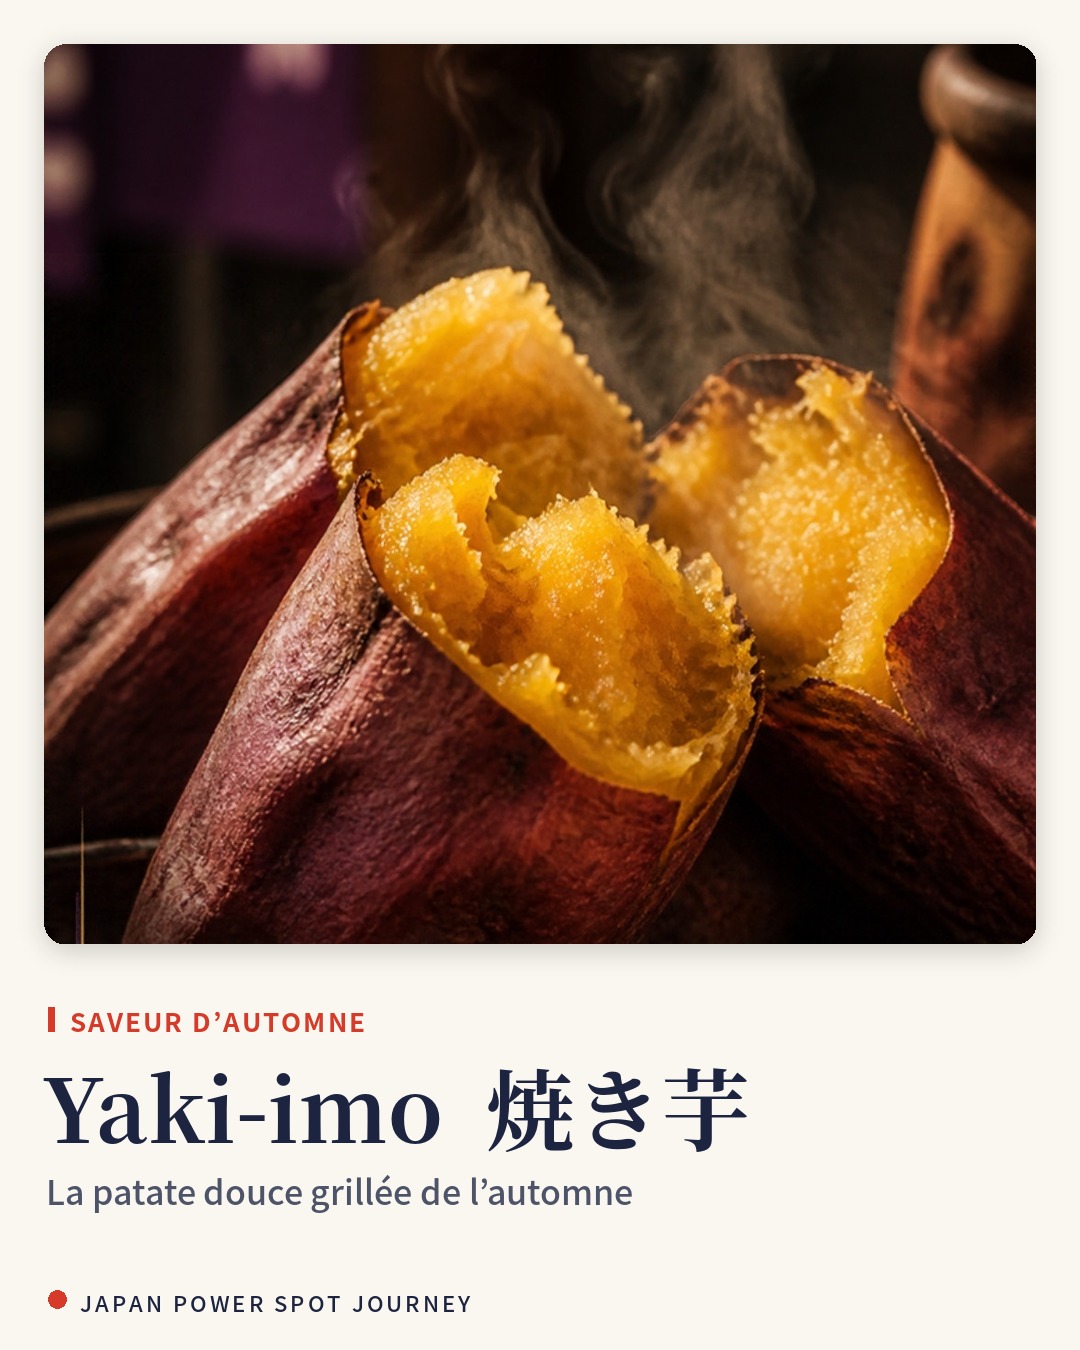 SAVEUR D’AUTOMNE
Yaki-imo 焼き芋
La patate douce grillée de l’automne
JAPAN POWER SPOT JOURNEY